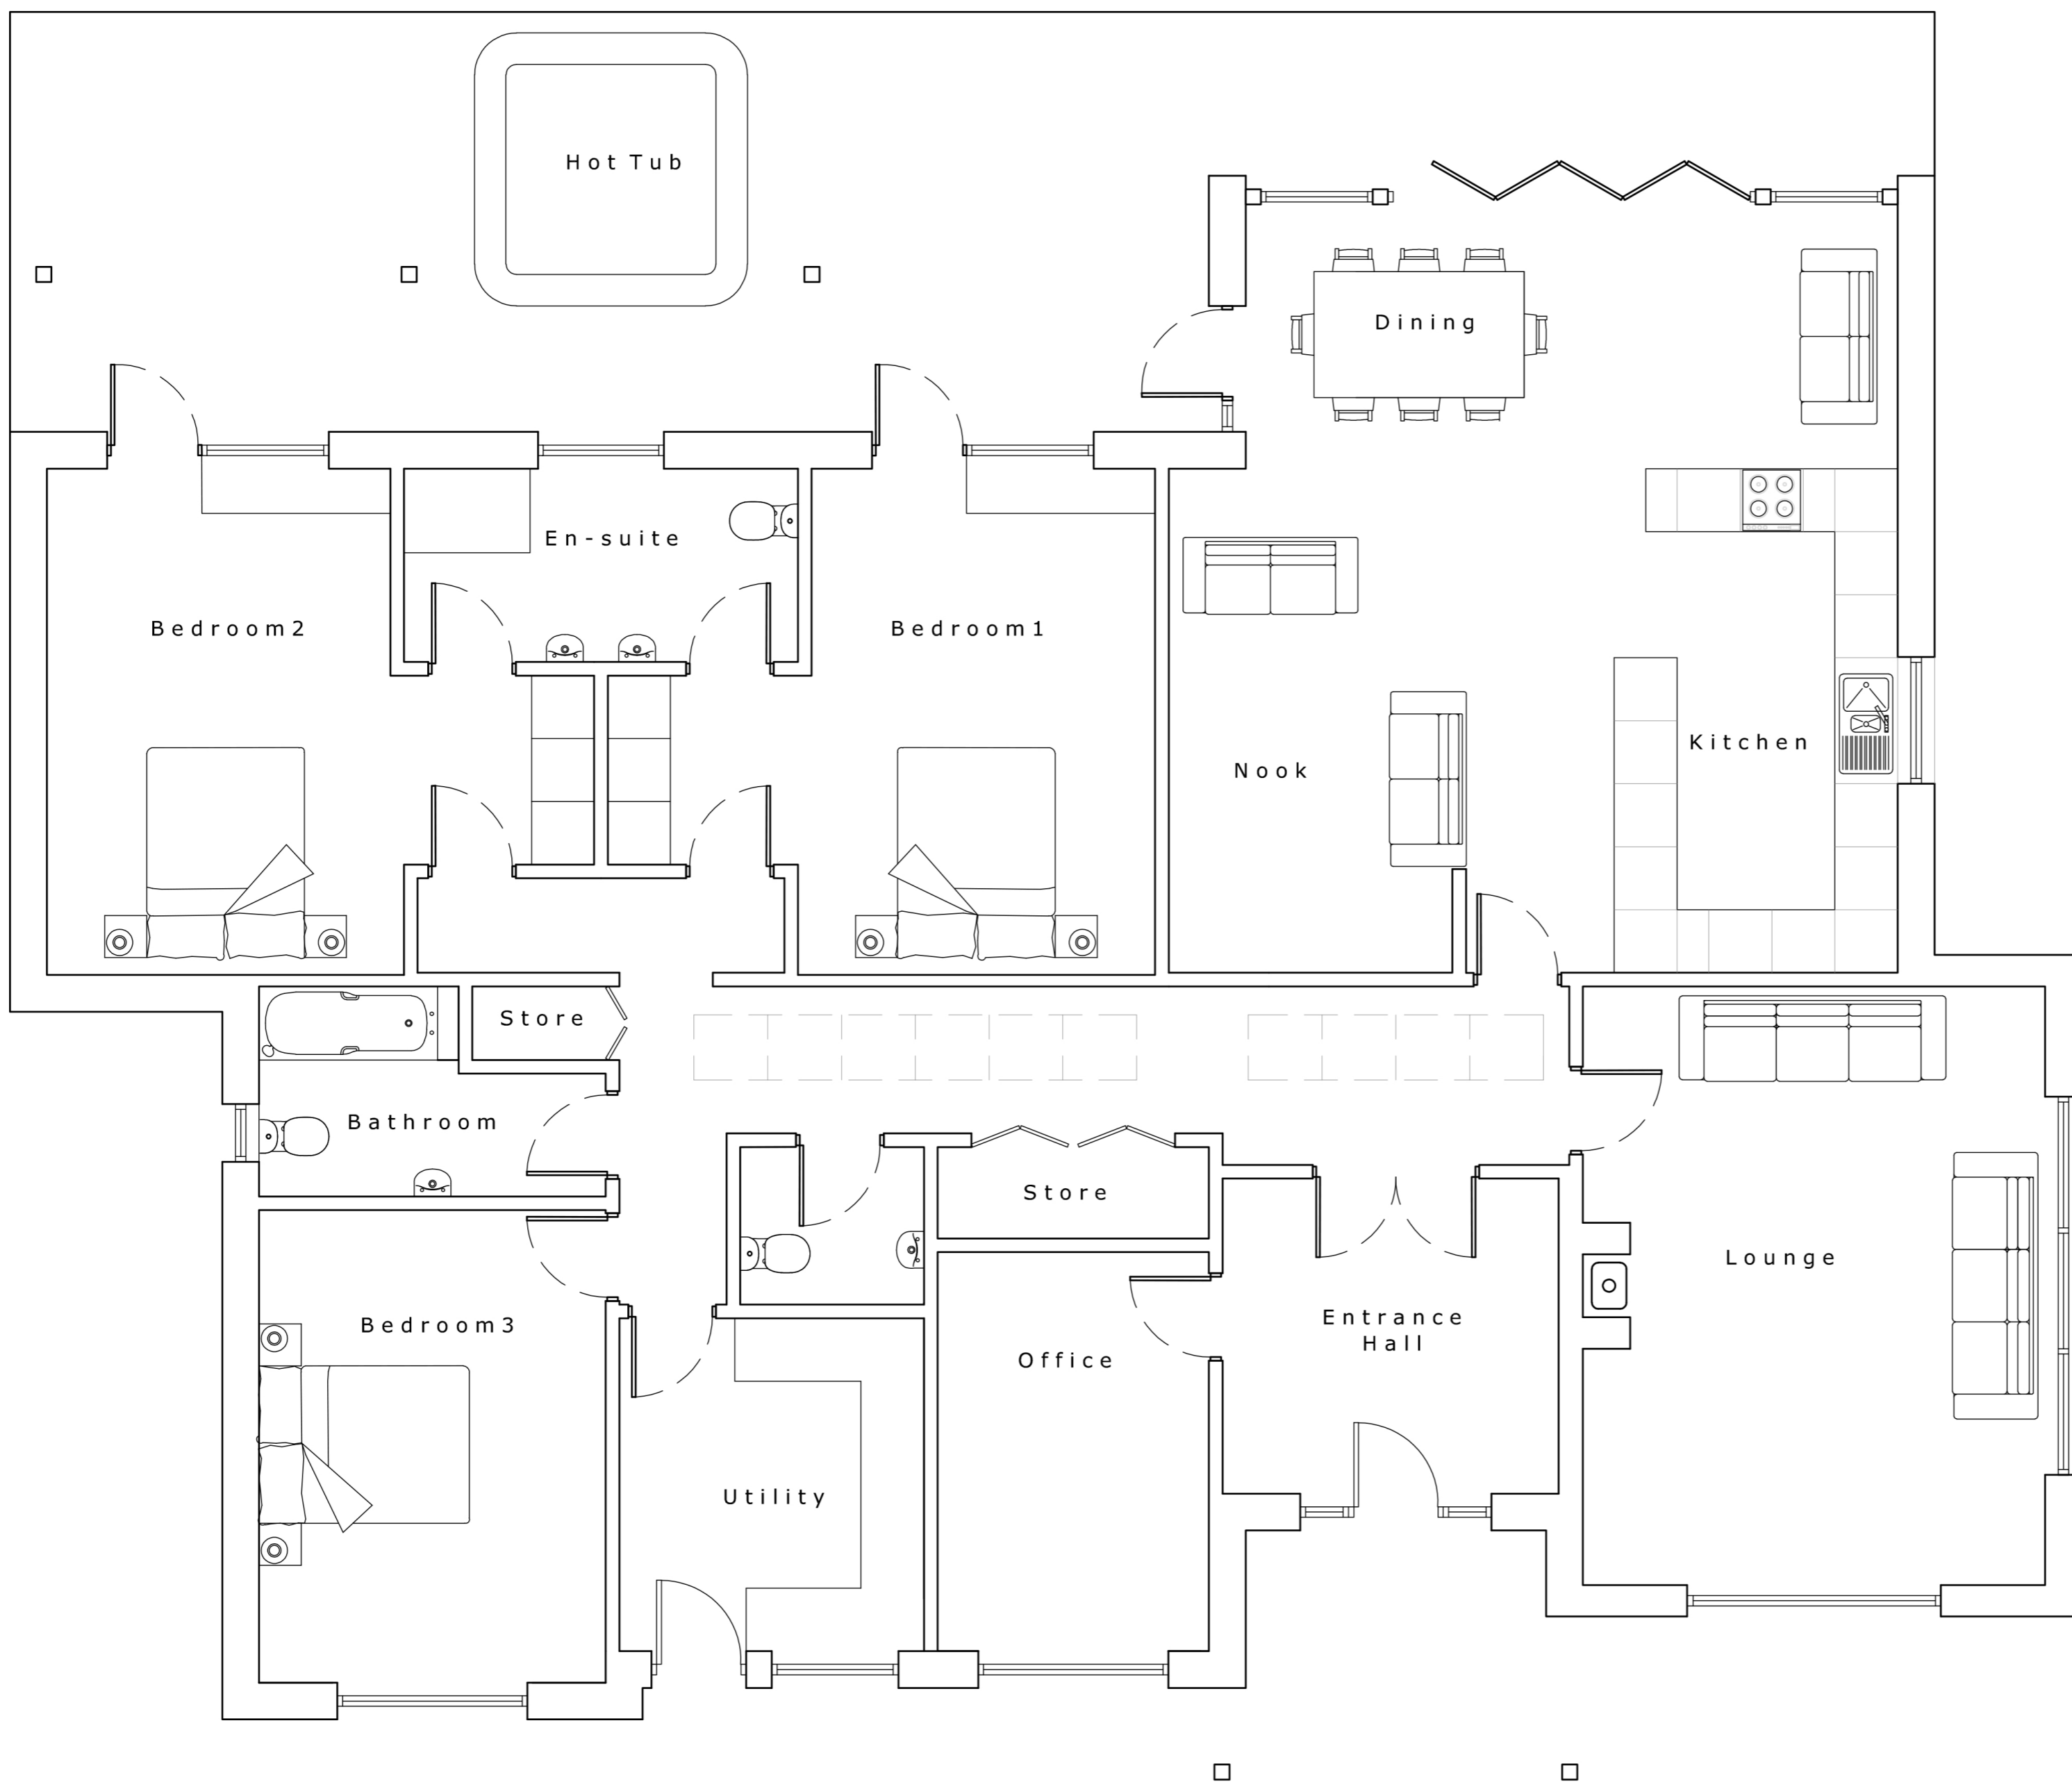 Hot Tub
Dining
En-suite
Bedroom2
Bedroom1
Kitchen
Nook
Store
Bathroom
Store
Lounge
Entrance
Hall
Bedroom3
Office
Utility